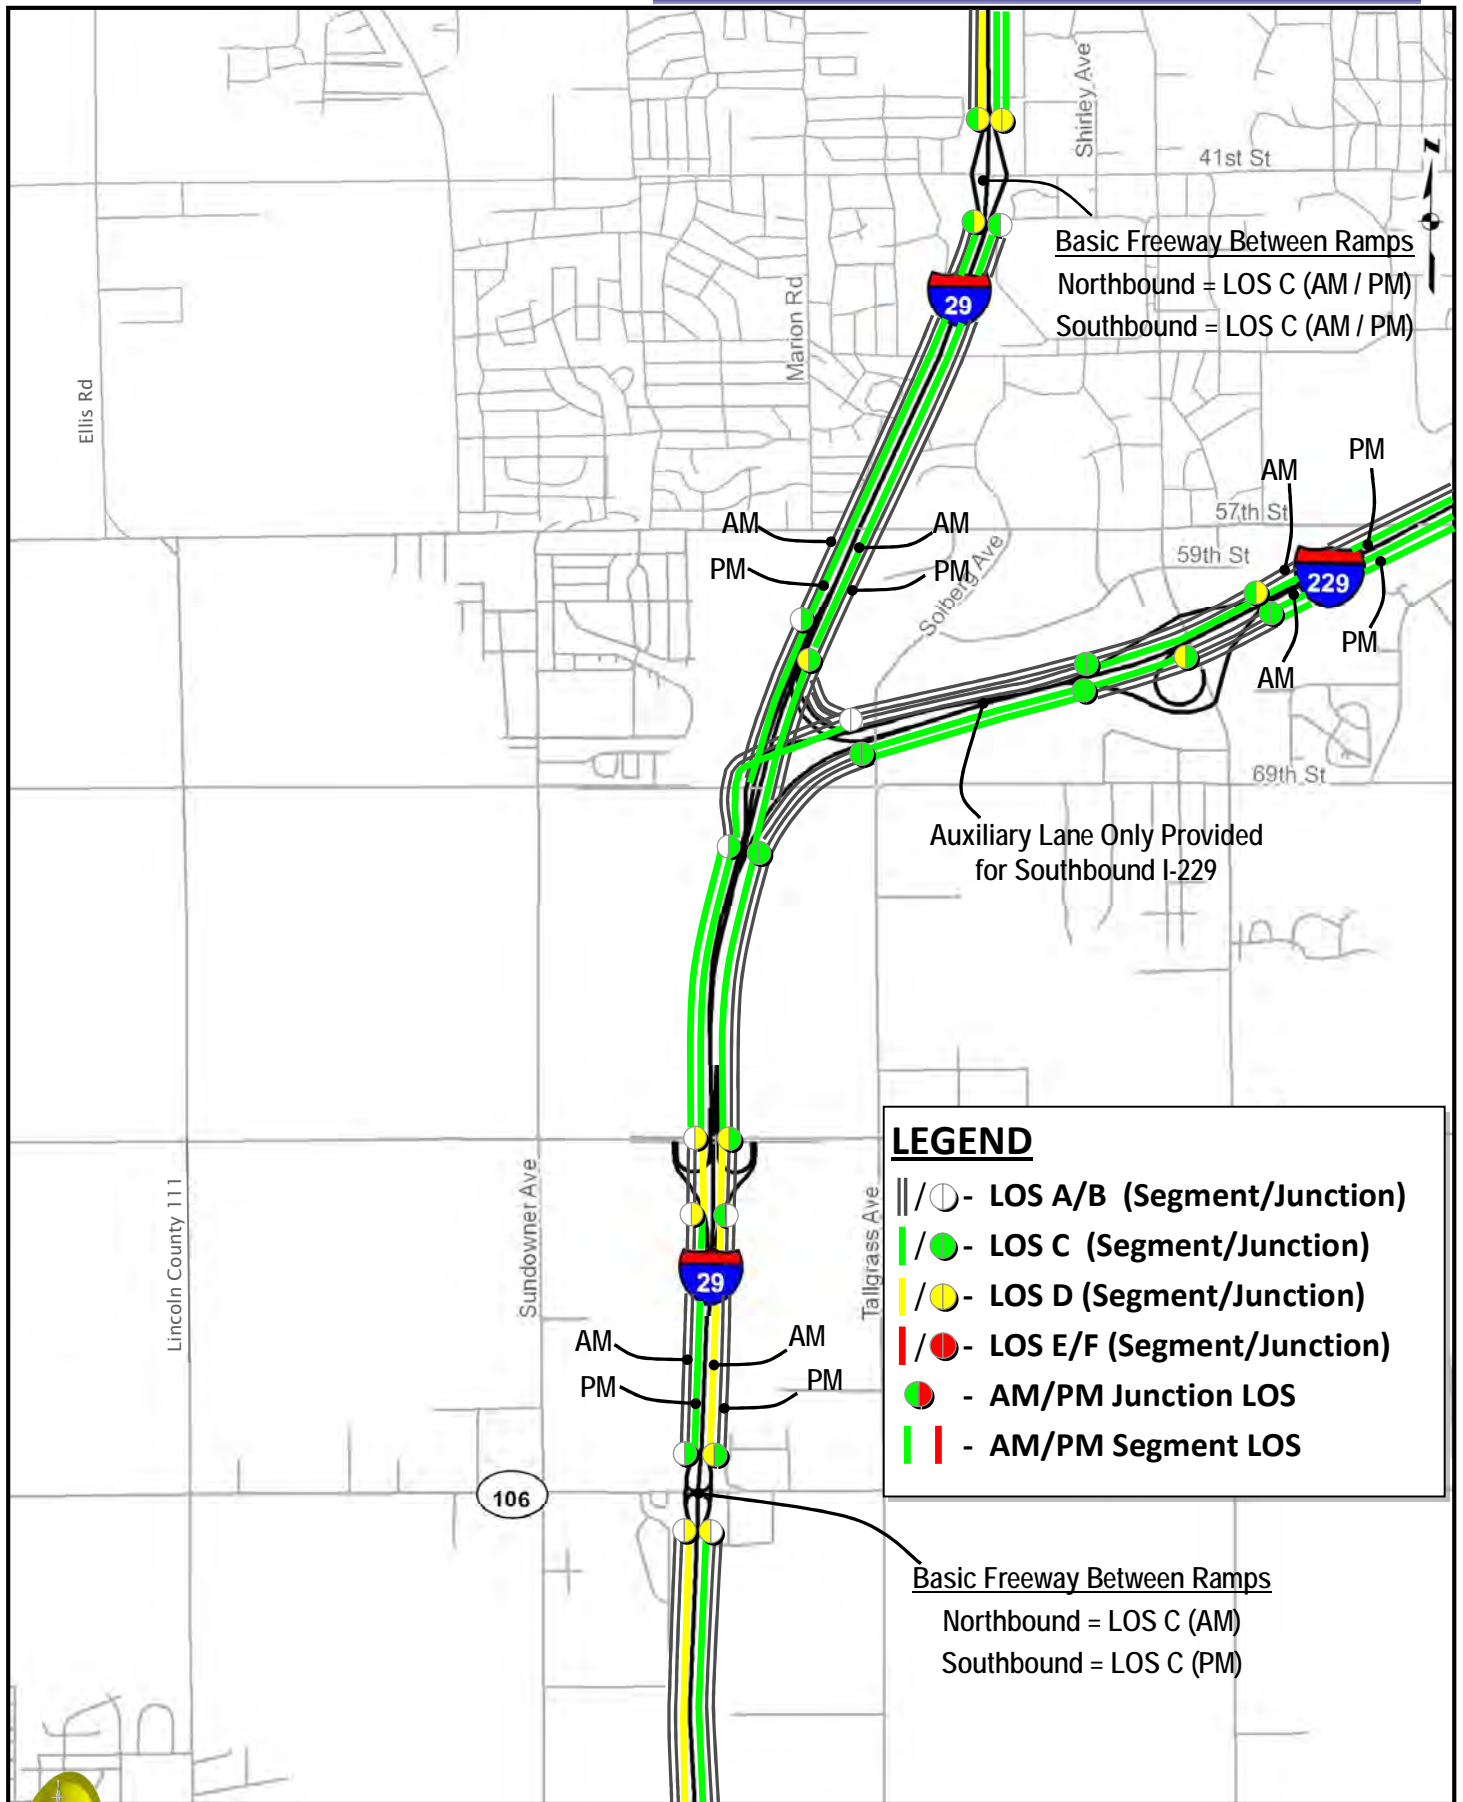 Shirley Ave
41st St
z
Basic Freeway Between Ramps
Northbound = LOS C (AM / PM)
Southbound = LOS C (AM / PM)
29
Marion Rd
Ellis Rd
PM
AM
57th St
AM
AM
59th St
PM
PM
229
Solberg Ave
PM
AM
69th St
Auxiliary Lane Only Provided
for Southbound I-229
LEGEND
/ - LOS A/B (Segment/Junction)
/ - LOS C (Segment/Junction)
/ - LOS D (Segment/Junction)
/ - LOS E/F (Segment/Junction)
- AM/PM Junction LOS
- AM/PM Segment LOS
Lincoln County 111
Sundowner Ave
Tallgrass Ave
29
AM
AM
PM
PM
106
Basic Freeway Between Ramps
Northbound = LOS C (AM)
Southbound = LOS C (PM)